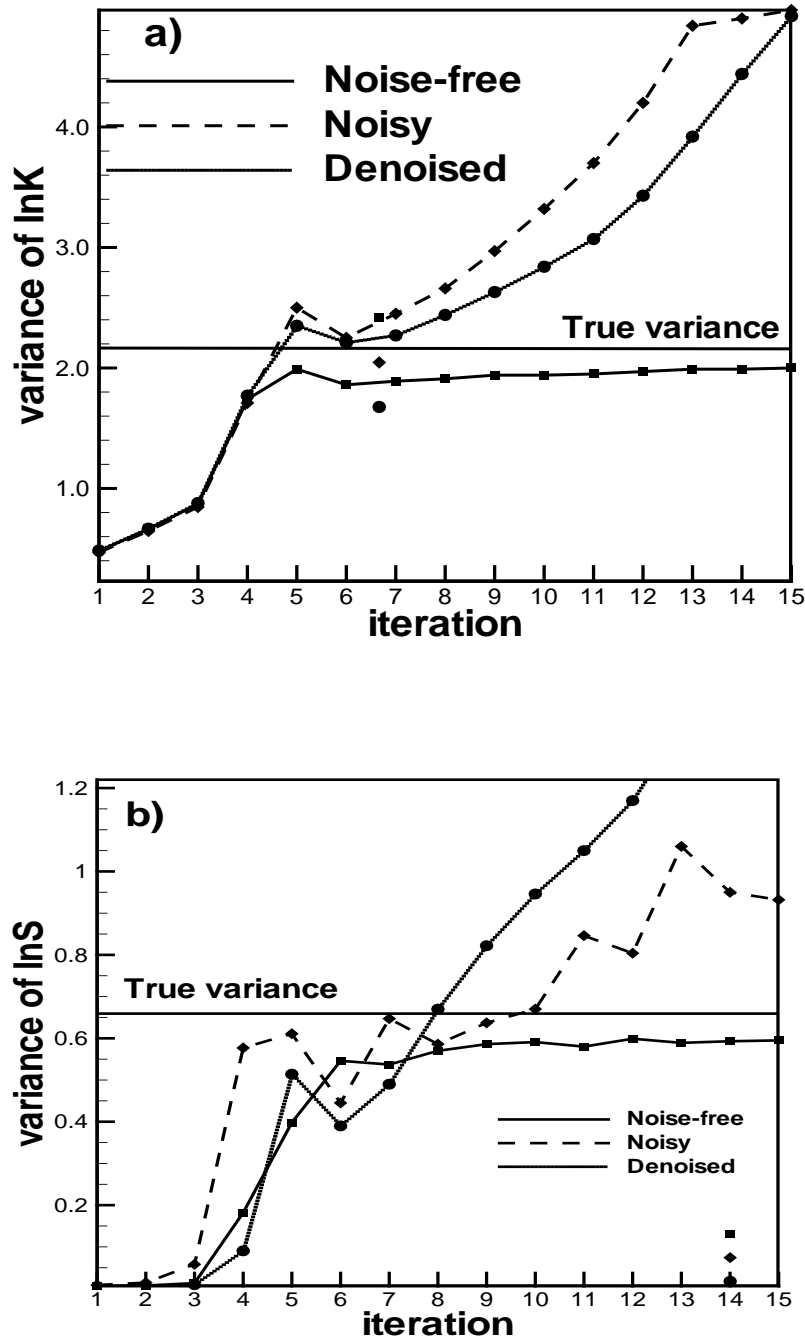 a)
Noise-free
Noisy
Denoised
4.0
3.0
2.0
1.0
variance of lnK
True variance
1 2 3 4 5 6 7 8 9 10 11 12 13 14 15
iteration
b)
1.2
1
0.8
0.6
0.4
0.2
variance of lnS
True variance
Noise-free
Noisy
Denoised
1 2 3 4 5 6 7 8 9 10 11 12 13 14 15
iteration